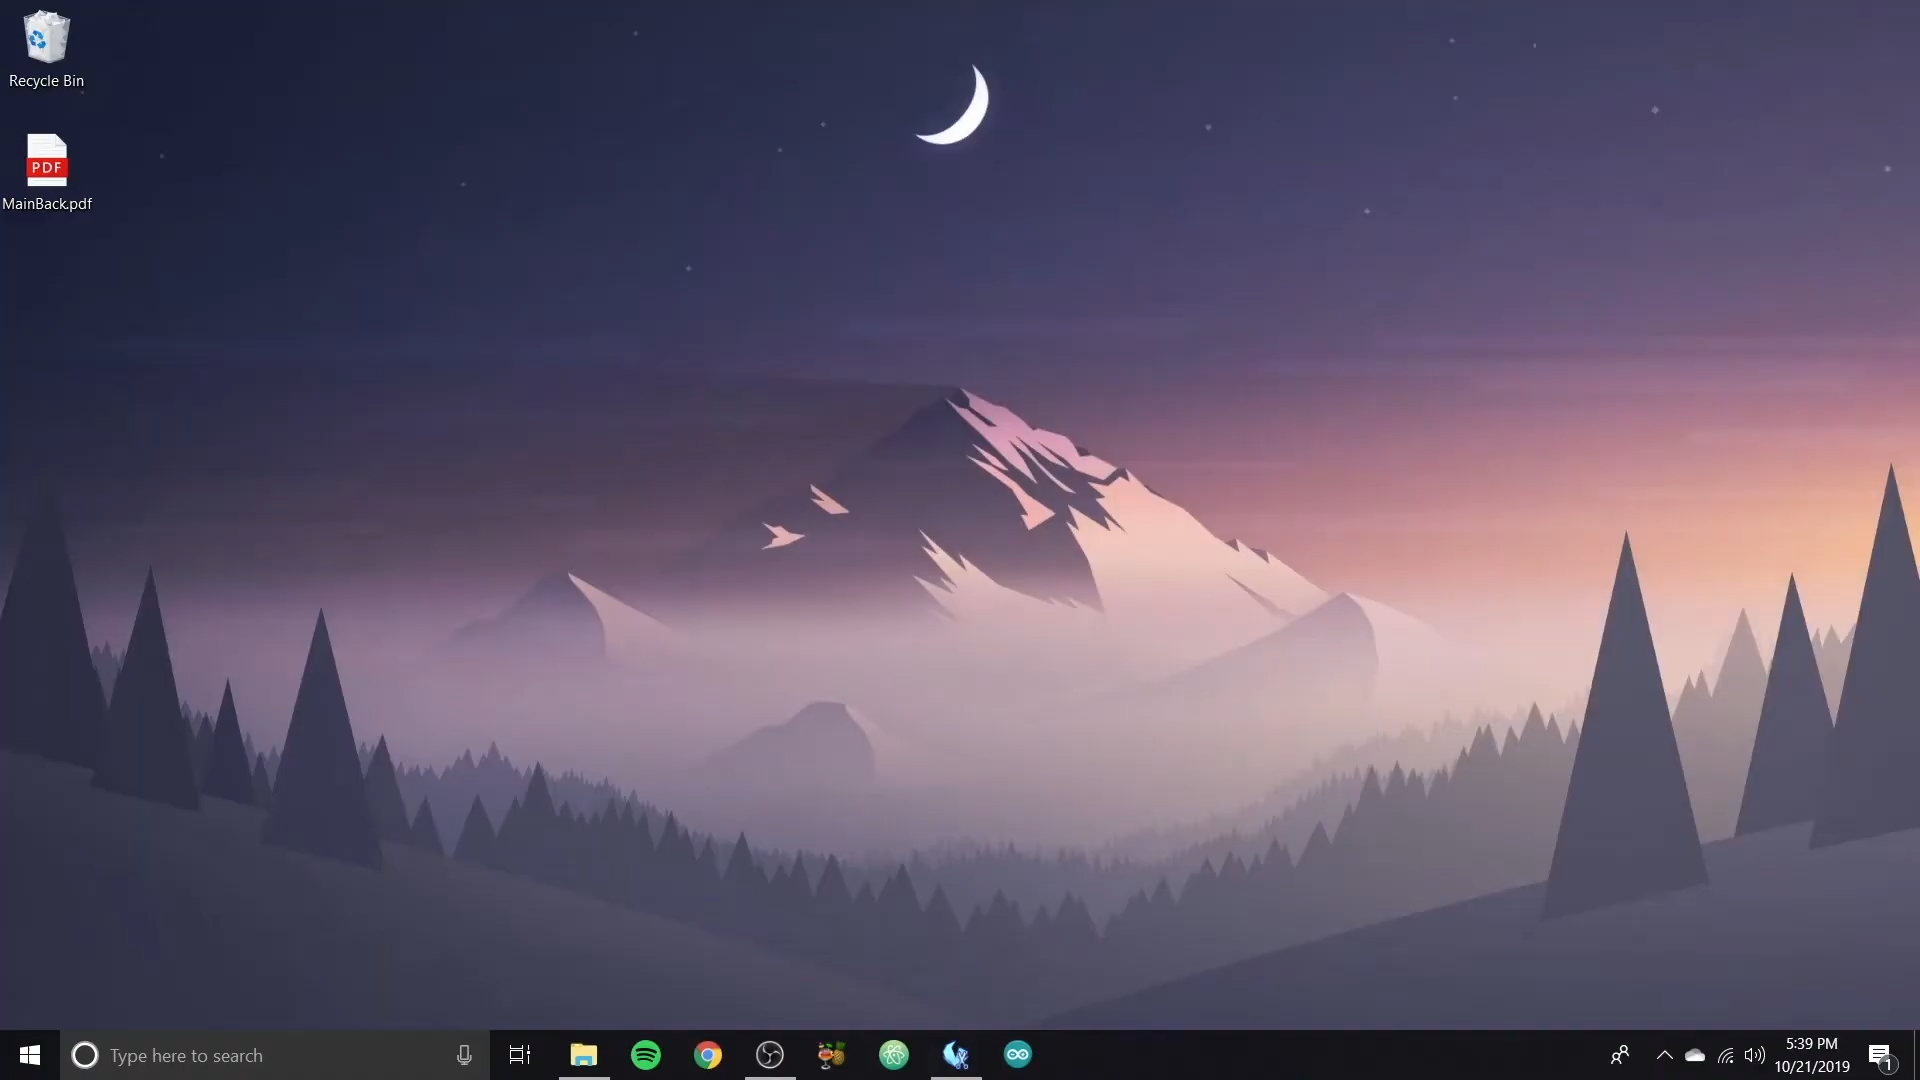 Recycle Bin
PDF
MainBack.pdf
Type here to search
5:39 PM
10/21/2019
1